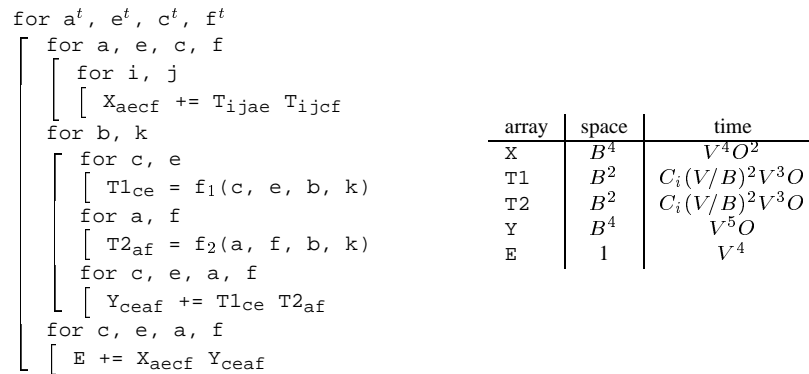 for a^t, e^t, c^t, f^t
for a, e, c, f
for i, j
X_aecf += T_ijae T_ijcf
for b, k
for c, e
T1_ce = f_1(c, e, b, k)
for a, f
T2_af = f_2(a, f, b, k)
for c, e, a, f
Y_ceaf += T1_ce T2_af
for c, e, a, f
E += X_aecf Y_ceaf
array space time
X B^4 V^4O^2
T1 B^2 C_i(V/B)^2V^3O
T2 B^2 C_i(V/B)^2V^3O
Y B^4 V^5O
E 1 V^4